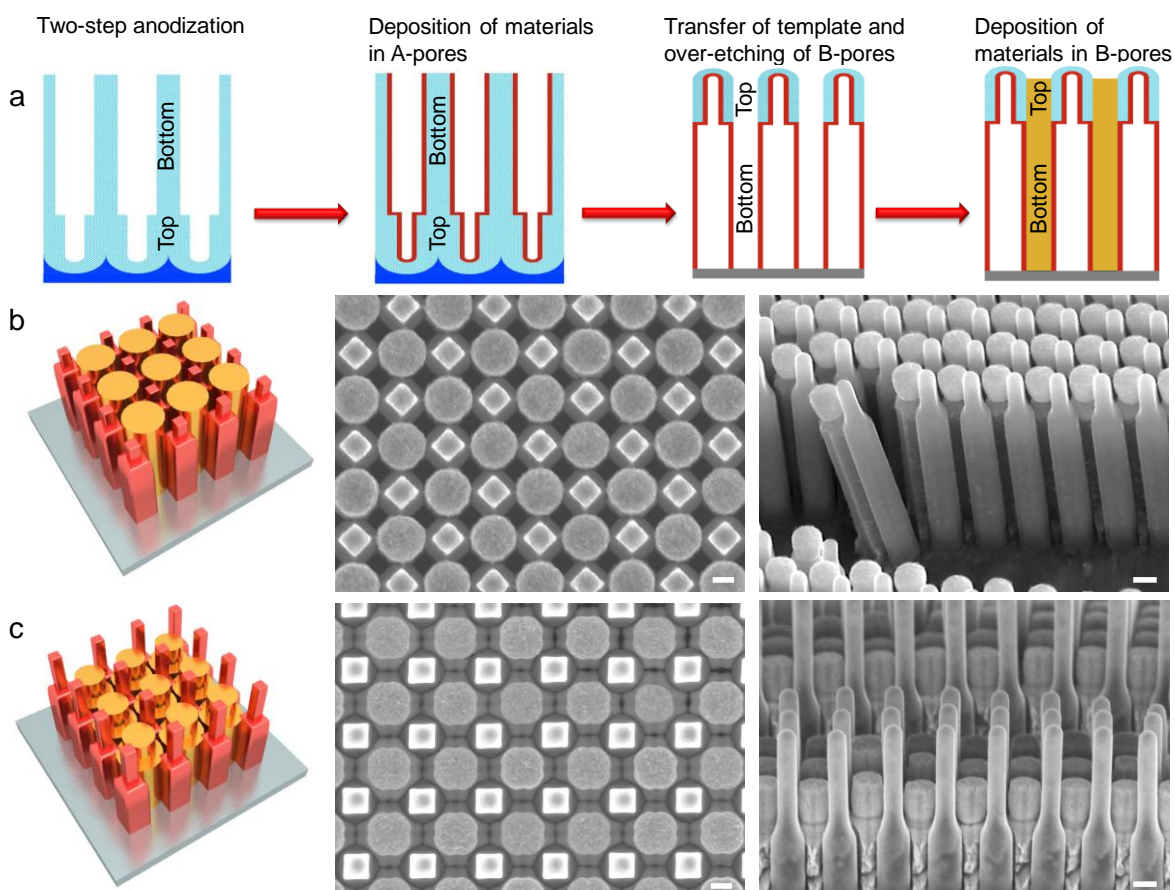 Two-step anodization
Deposition of materials
in A-pores
Transfer of template and
over-etching of B-pores
Deposition of
materials in B-pores
a
Bottom
Top
Bottom
Top
Top
Bottom
Top
Bottom
b
c